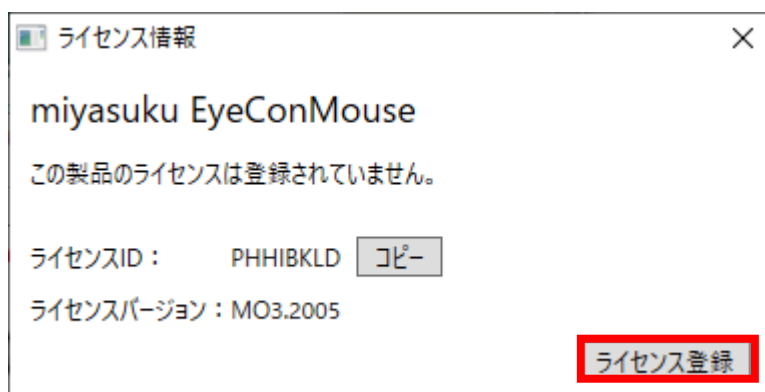 ライセンス情報
miyasuku EyeConMouse
この製品のライセンスは登録されていません。
ライセンスID： PHHIBKLD コピー
ライセンスバージョン：MO3.2005
ライセンス登録